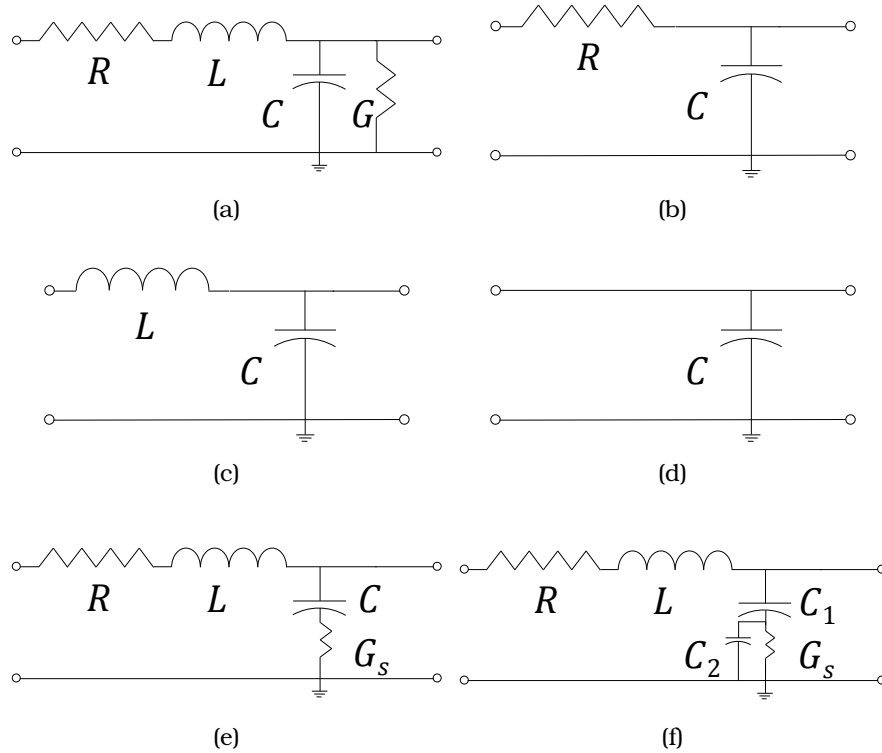 R L C G
(a)
R C
(b)
L C
(c)
C
(d)
R L C
G_s
(e)
R L C_1
C_2 G_s
(f)